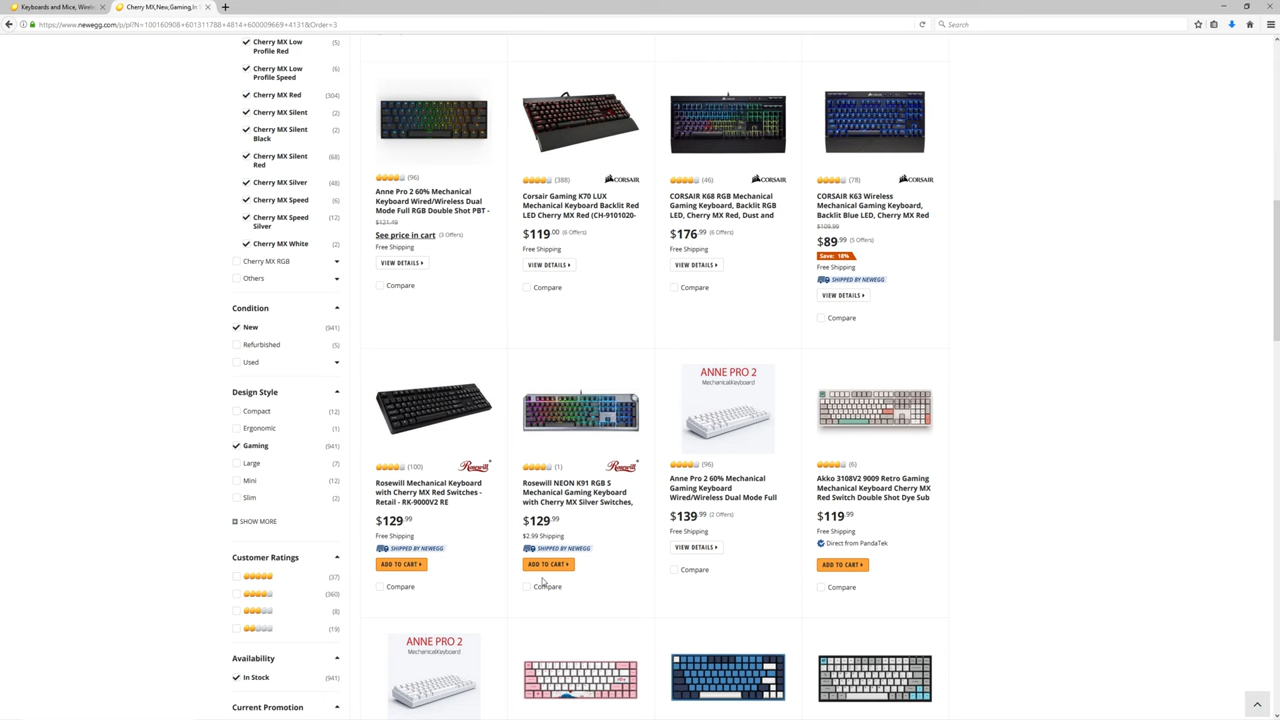 Keyboards and Mice, Wirele
Cherry MX,New,Gaming,In S
https://www.newegg.com/p/pl?N=100160908+601311788+4814+600009669+4131&Order=3
Search
Cherry MX Low Profile Red (5)
Cherry MX Low Profile Speed (6)
Cherry MX Red (304)
Cherry MX Silent (2)
Cherry MX Silent Black (2)
Cherry MX Silent Red (68)
Cherry MX Silver (48)
Cherry MX Speed (6)
Cherry MX Speed Silver (12)
Cherry MX White (2)
Cherry MX RGB
Others
Condition
New (941)
Refurbished (5)
Used
Design Style
Compact (12)
Ergonomic (1)
Gaming (941)
Large (7)
Mini (12)
Slim (2)
SHOW MORE
Customer Ratings
(37)
(360)
(8)
(19)
Availability
In Stock (941)
Current Promotion
(96)
Anne Pro 2 60% Mechanical
Keyboard Wired/Wireless Dual
Mode Full RGB Double Shot PBT -
$121.49
See price in cart (3 Offers)
Free Shipping
VIEW DETAILS
Compare
(388) CORSAIR
Corsair Gaming K70 LUX
Mechanical Keyboard Backlit Red
LED Cherry MX Red (CH-9101020-
$119.00 (6 Offers)
Free Shipping
VIEW DETAILS
Compare
(46) CORSAIR
CORSAIR K68 RGB Mechanical
Gaming Keyboard, Backlit RGB
LED, Cherry MX Red, Dust and
$176.99 (6 Offers)
Free Shipping
VIEW DETAILS
Compare
(78) CORSAIR
CORSAIR K63 Wireless
Mechanical Gaming Keyboard,
Backlit Blue LED, Cherry MX Red
$109.99
$89.99 (5 Offers)
Save: 18%
Free Shipping
SHIPPED BY NEWEGG
VIEW DETAILS
Compare
(100) Rosewill
Rosewill Mechanical Keyboard
with Cherry MX Red Switches -
Retail - RK-9000V2 RE
$129.99
Free Shipping
SHIPPED BY NEWEGG
ADD TO CART
Compare
(1) Rosewill
Rosewill NEON K91 RGB S
Mechanical Gaming Keyboard
with Cherry MX Silver Switches,
$129.99
$2.99 Shipping
SHIPPED BY NEWEGG
ADD TO CART
Compare
ANNE PRO 2
MechanicalKeyboard
(96)
Anne Pro 2 60% Mechanical
Gaming Keyboard
Wired/Wireless Dual Mode Full
$139.99 (2 Offers)
Free Shipping
VIEW DETAILS
Compare
(6)
Akko 3108V2 9009 Retro Gaming
Mechanical Keyboard Cherry MX
Red Switch Double Shot Dye Sub
$119.99
Free Shipping
Direct from PandaTek
ADD TO CART
Compare
ANNE PRO 2
MechanicalKeyboard